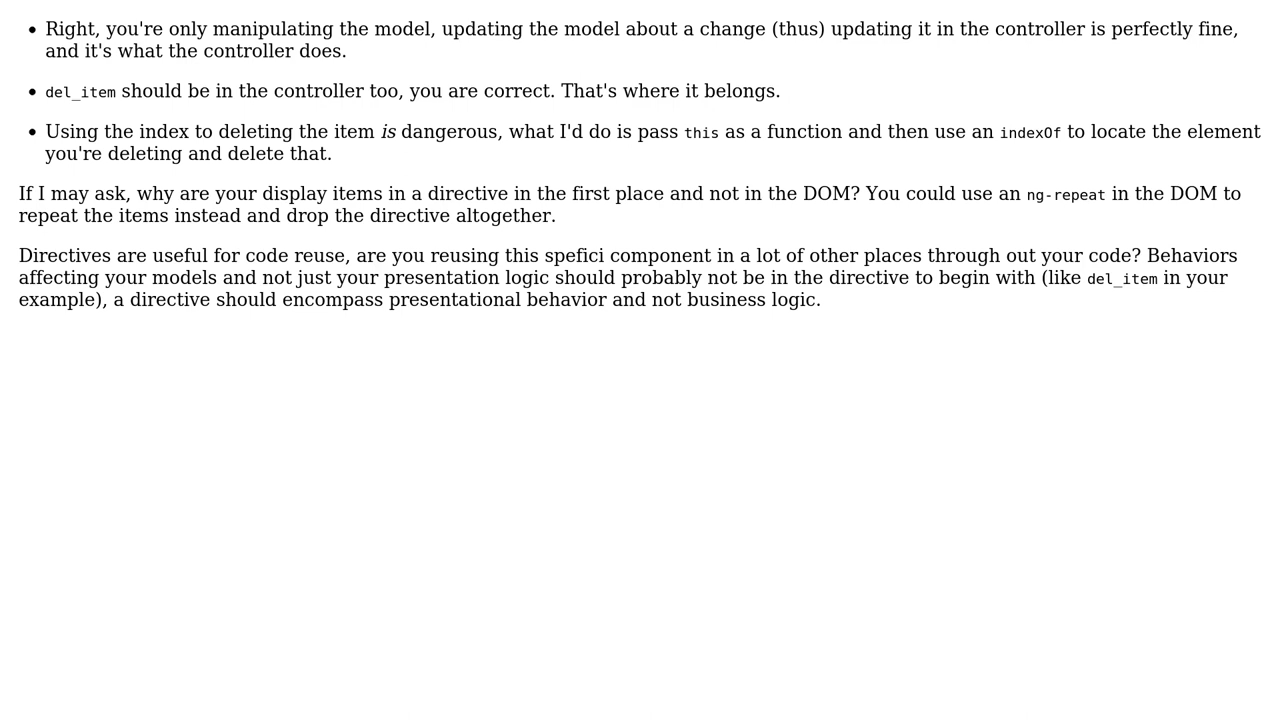 Right, you're only manipulating the model, updating the model about a change (thus) updating it in the controller is perfectly fine,
and it's what the controller does.
del_item should be in the controller too, you are correct. That's where it belongs.
Using the index to deleting the item is dangerous, what I'd do is pass this as a function and then use an indexOf to locate the element
you're deleting and delete that.
If I may ask, why are your display items in a directive in the first place and not in the DOM? You could use an ng-repeat in the DOM to
repeat the items instead and drop the directive altogether.
Directives are useful for code reuse, are you reusing this spefici component in a lot of other places through out your code? Behaviors
affecting your models and not just your presentation logic should probably not be in the directive to begin with (like del_item in your
example), a directive should encompass presentational behavior and not business logic.